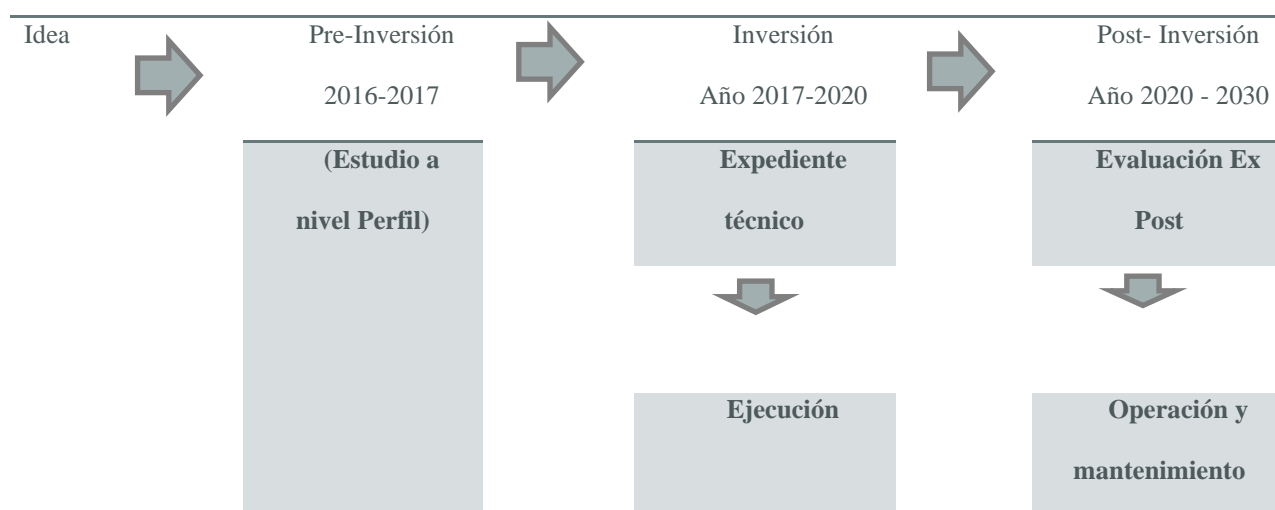 Idea
Pre-Inversión
2016-2017
Inversión
Año 2017-2020
Post- Inversión
Año 2020 - 2030
(Estudio a
nivel Perfil)
Expediente
técnico
Evaluación Ex
Post
Ejecución
Operación y
mantenimiento